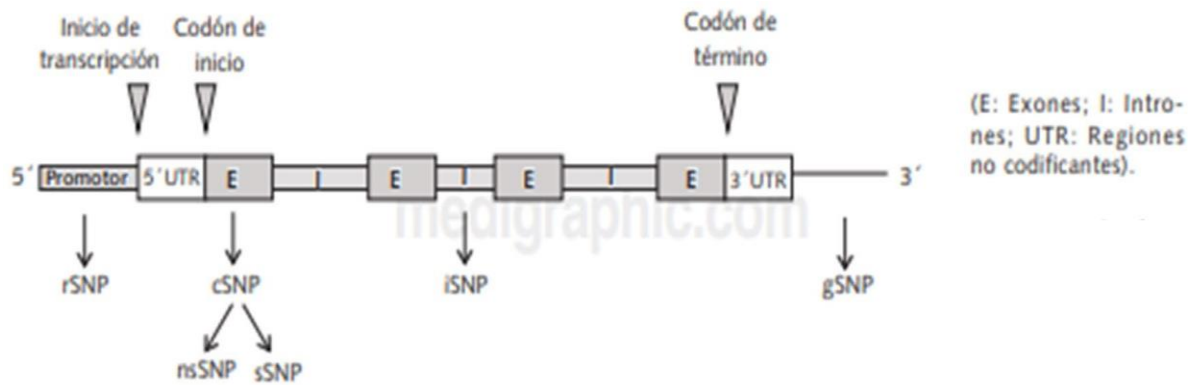 Inicio de transcripción
Codón de inicio
Codón de término
(E: Exones; I: Intro-
nes; UTR: Regiones
no codificantes).
5´ Promotor 5´UTR E I E I E I E 3´UTR 3´
medigraphic.com
rSNP cSNP iSNP gSNP
nsSNP sSNP